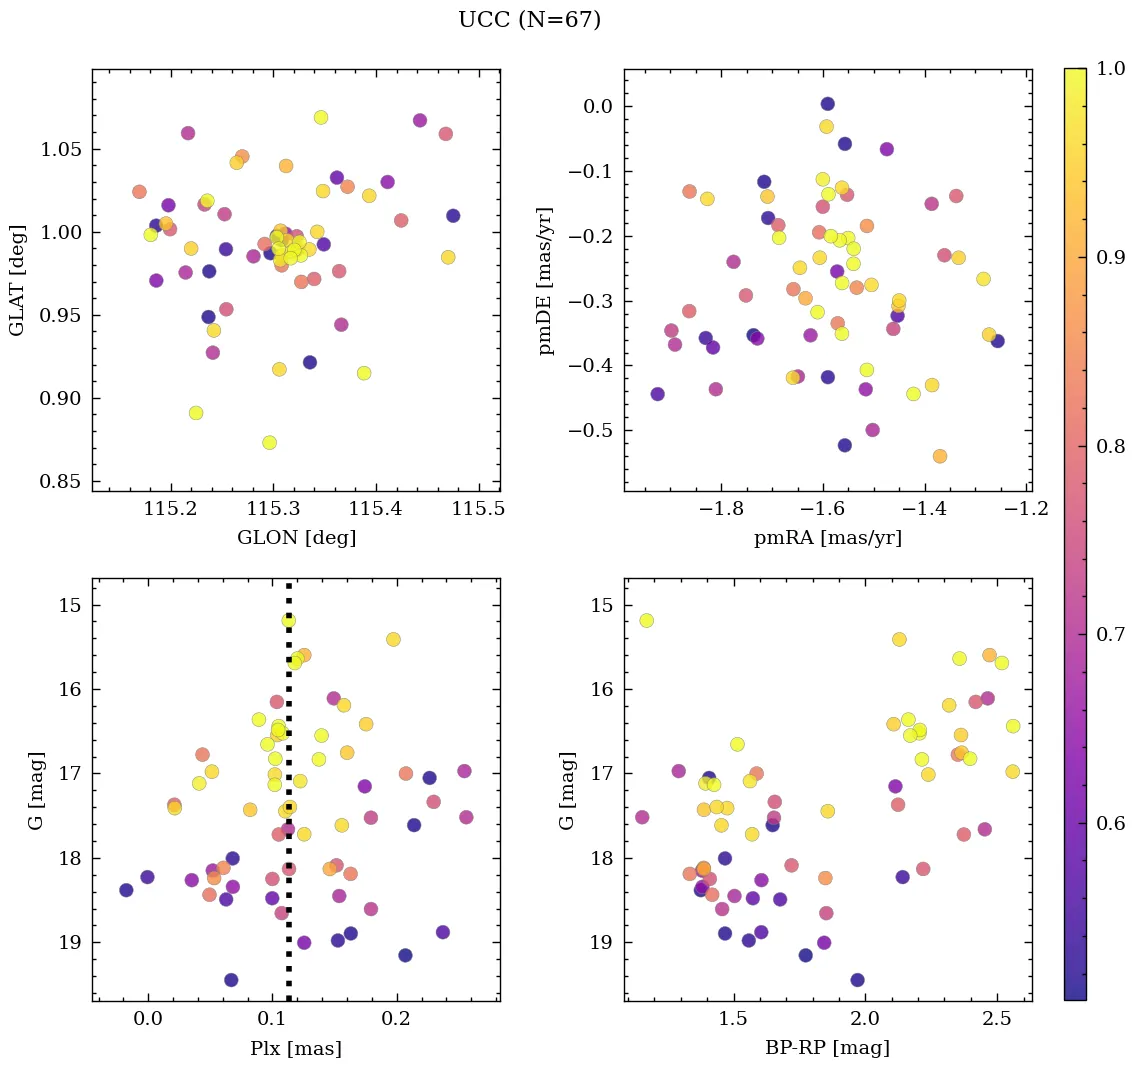 UCC (N=67)
1.05
1.00
0.95
0.90
0.85
GLAT [deg]
115.2 115.3 115.4 115.5
GLON [deg]
0.0
−0.1
−0.2
−0.3
−0.4
−0.5
pmDE [mas/yr]
−1.8 −1.6 −1.4 −1.2
pmRA [mas/yr]
15
16
17
18
19
G [mag]
0.0 0.1 0.2
Plx [mas]
15
16
17
18
19
G [mag]
1.5 2.0 2.5
BP-RP [mag]
1.0
0.9
0.8
0.7
0.6